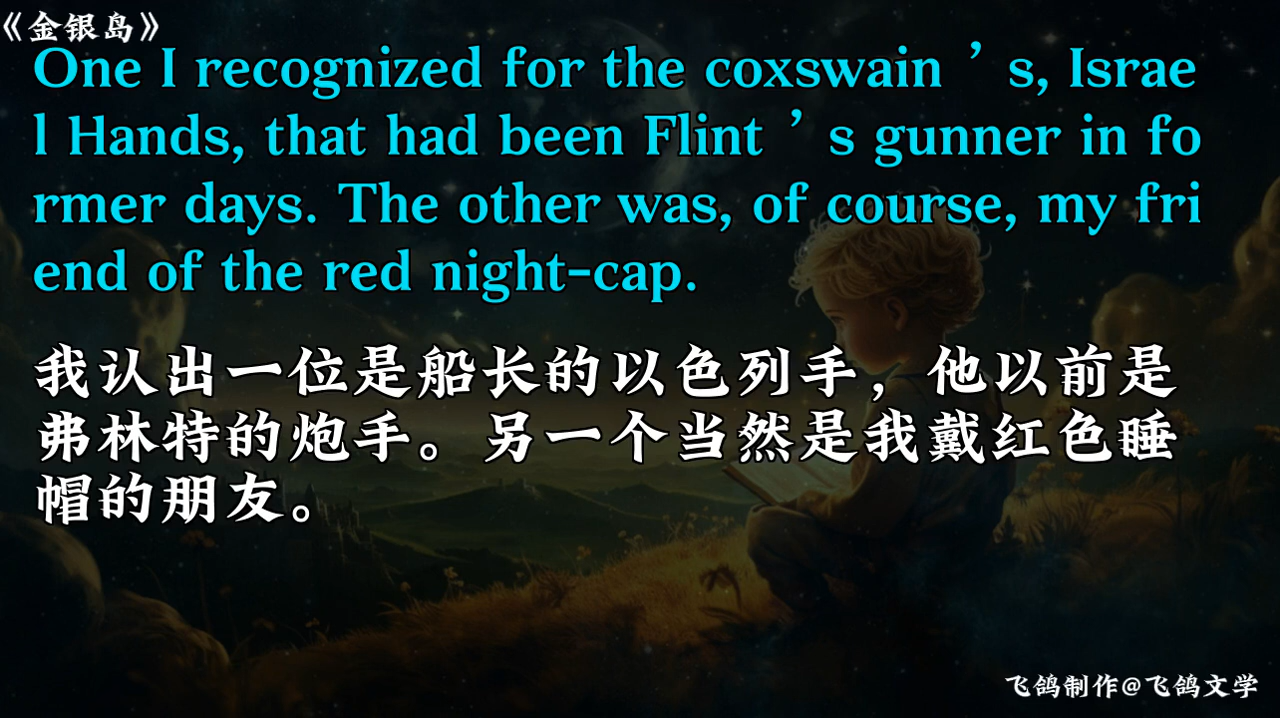 《金银岛》
One I recognized for the coxswain ’ s, Israe
l Hands, that had been Flint ’ s gunner in fo
rmer days. The other was, of course, my fri
end of the red night-cap.
我认出一位是船长的以色列手，他以前是
弗林特的炮手。另一个当然是我戴红色睡
帽的朋友。
飞鸽制作@飞鸽文学